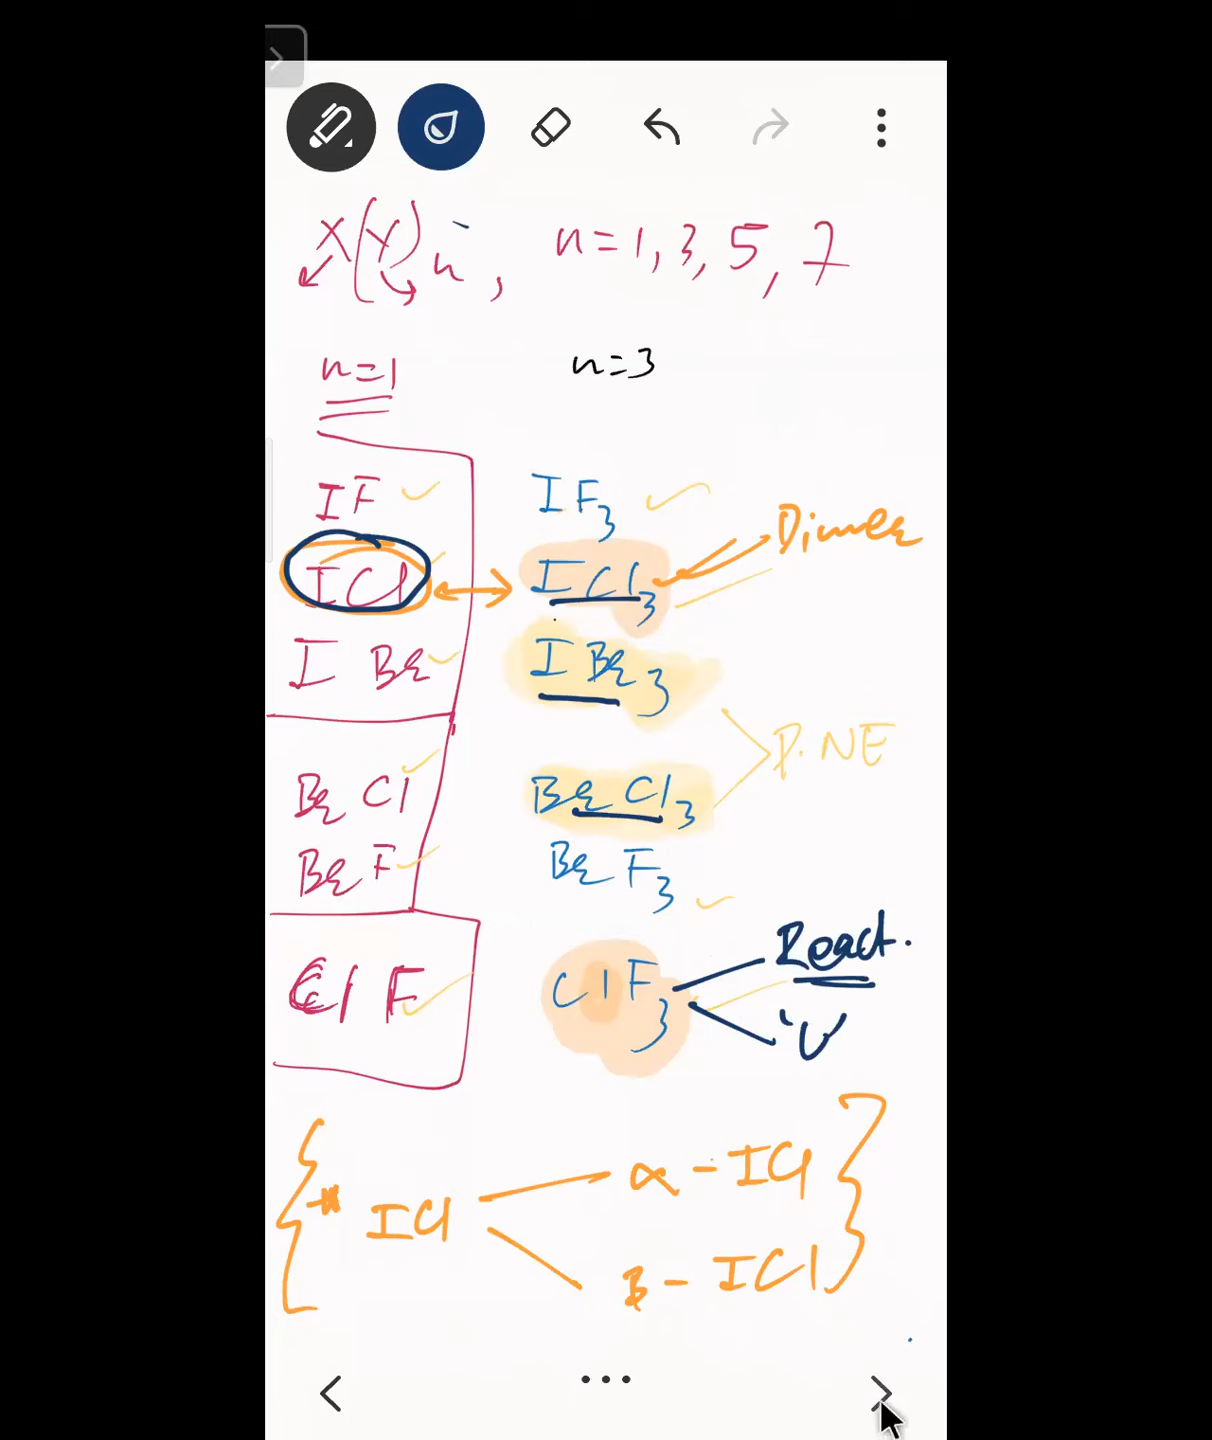 X(Y)n, n=1, 3, 5, 7
n=1 n=3
IF IF3
ICl ICl3 Dimer
IBr IBr3
P. NE
BrCl BrCl3
BrF BrF3
ClF ClF3 React.
'U'
* ICl α-ICl
β-ICl